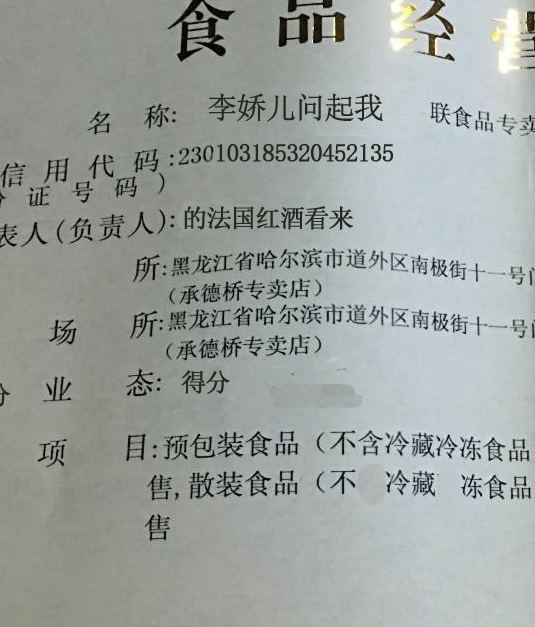 食品经营
名 称: 李娇儿问起我 联食品专卖
信用代码:230103185320452135
证号码)
表人(负责人): 的法国红酒看来
所:黑龙江省哈尔滨市道外区南极街十一号门
(承德桥专卖店)
场 所:黑龙江省哈尔滨市道外区南极街十一号门
(承德桥专卖店)
业 态: 得分
项 目:预包装食品(不含冷藏冷冻食品
售,散装食品(不 冷藏 冻食品
售